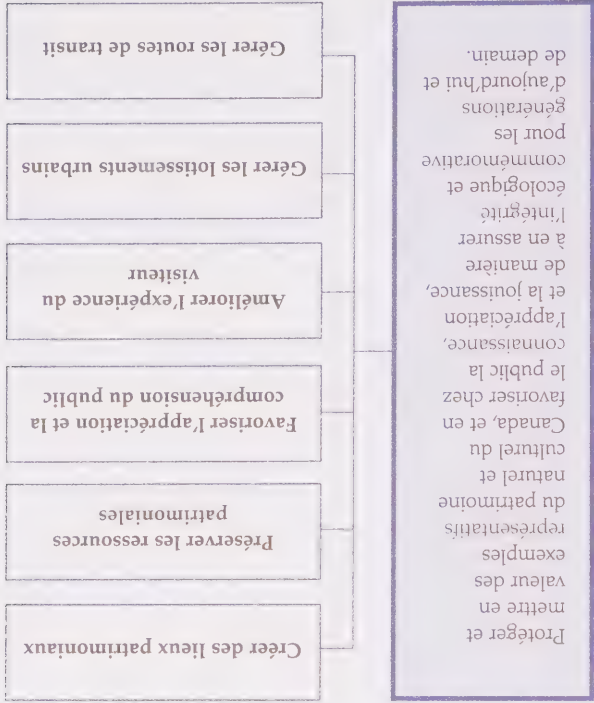 Protéger et
mettre en
valeur des
exemples
représentatifs
du patrimoine
naturel et
culturel du
Canada, et en
favoriser chez
le public la
connaissance,
l'appréciation
et la jouissance,
de manière
à en assurer
l'intégrité
écologique et
commémorative
pour les
générations
d'aujourd'hui et
de demain.
Créer des lieux patrimoniaux
Préserver les ressources
patrimoniales
Favoriser l'appréciation et la
compréhension du public
Améliorer l'expérience du
visiteur
Gérer les lotissements urbains
Gérer les routes de transit